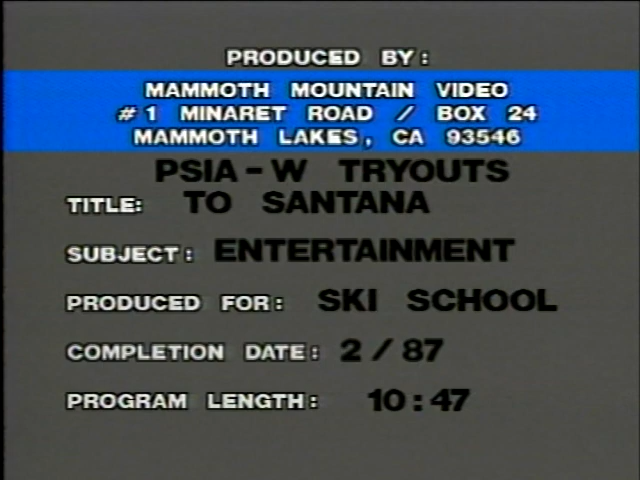 PRODUCED BY:
MAMMOTH MOUNTAIN VIDEO
#1 MINARET ROAD / BOX 24
MAMMOTH LAKES, CA 93546
PSIA-W TRYOUTS
TITLE: TO SANTANA
SUBJECT: ENTERTAINMENT
PRODUCED FOR: SKI SCHOOL
COMPLETION DATE: 2/87
PROGRAM LENGTH: 10:47